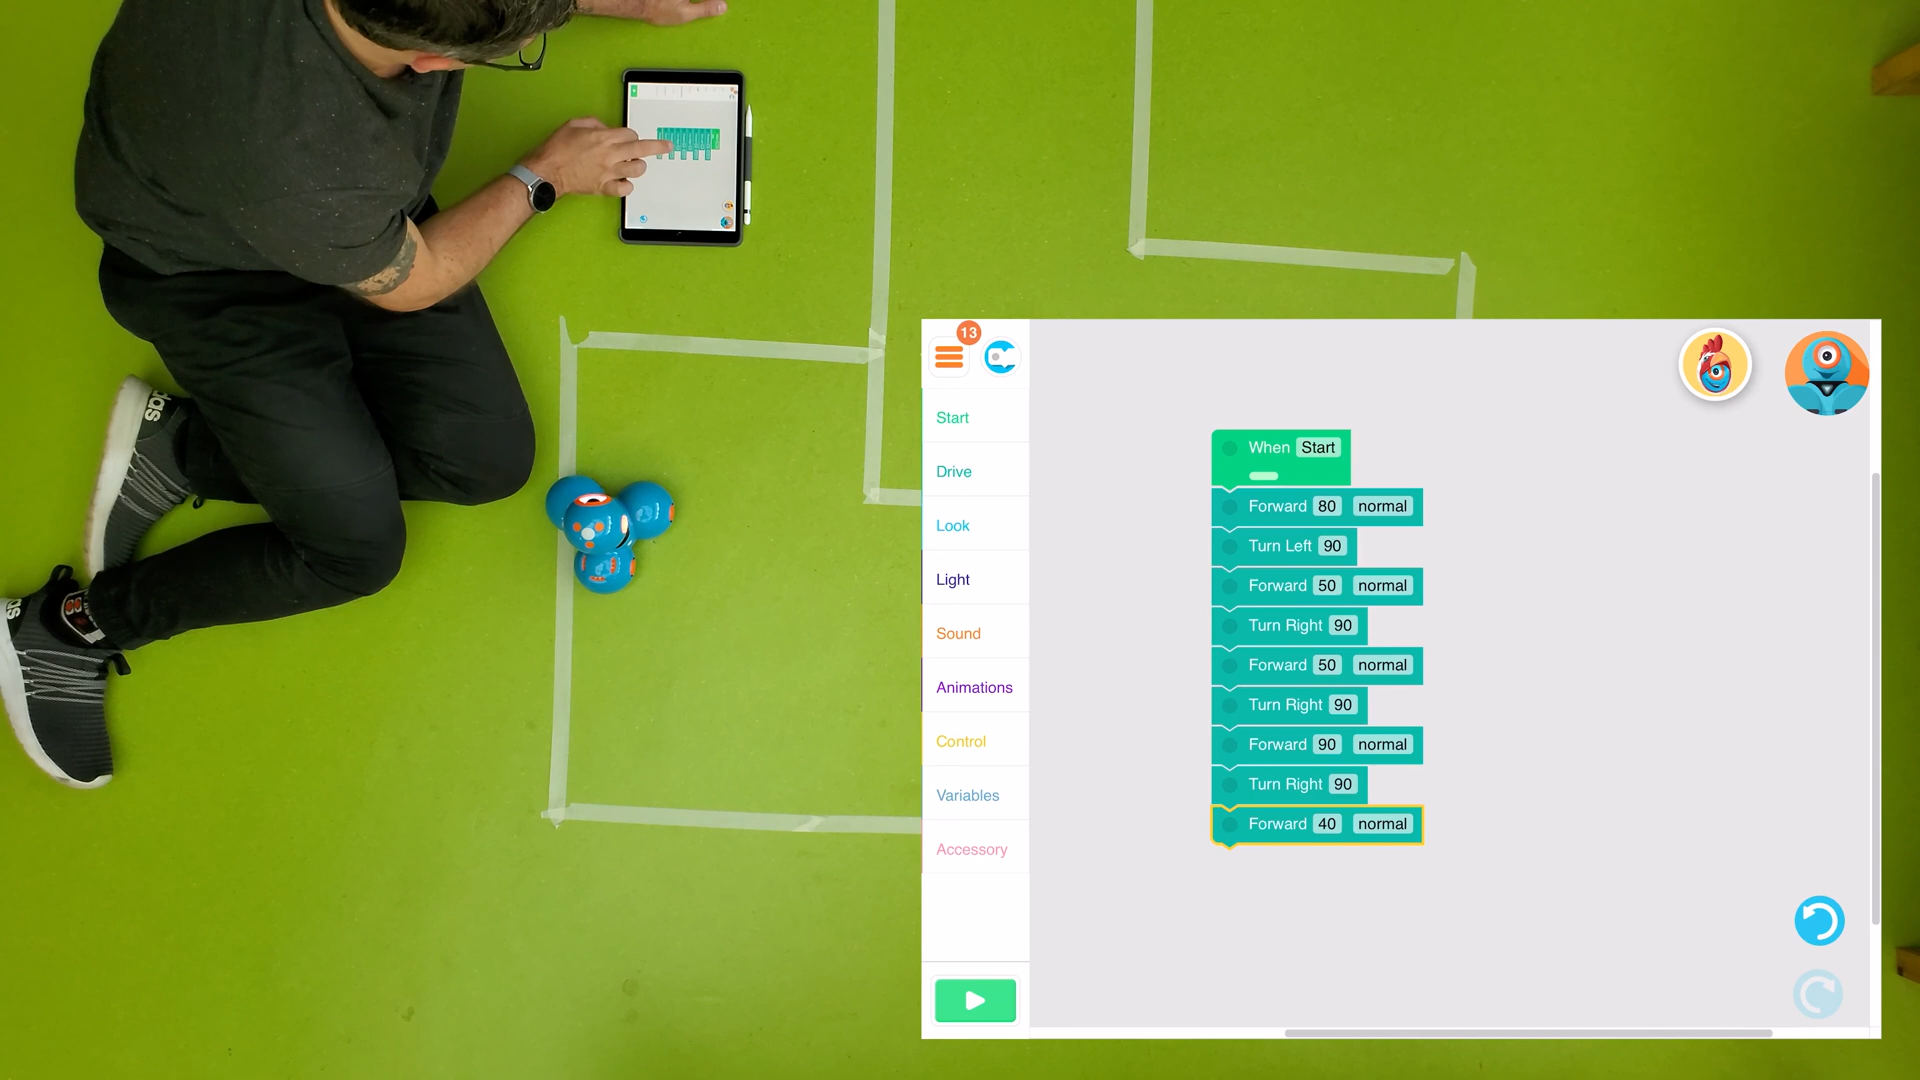 13
Start
Drive
Look
Light
Sound
Animations
Control
Variables
Accessory
When Start
Forward 80 normal
Turn Left 90
Forward 50 normal
Turn Right 90
Forward 50 normal
Turn Right 90
Forward 90 normal
Turn Right 90
Forward 40 normal